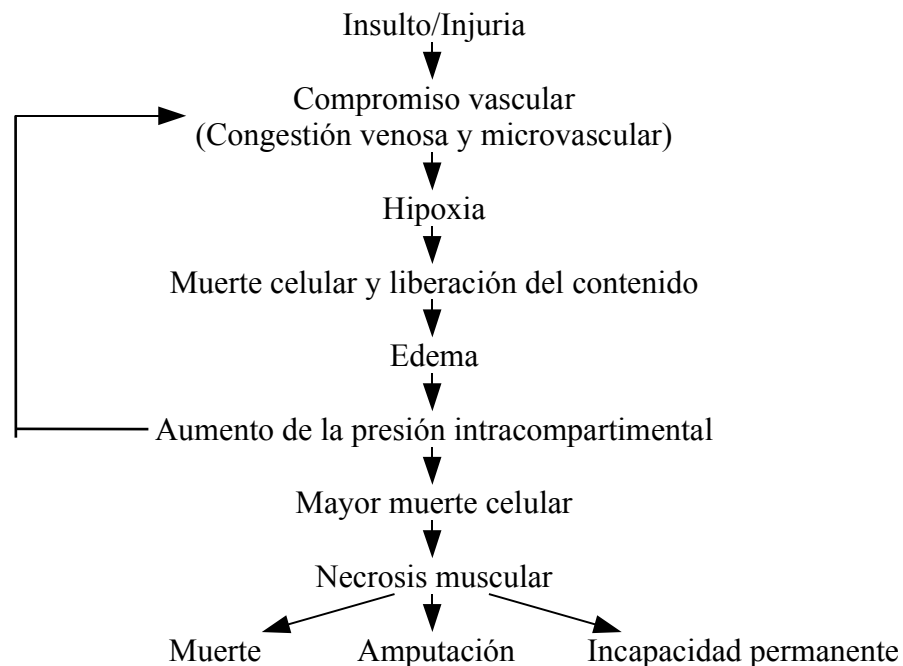 Insulto/Injuria
Compromiso vascular
(Congestión venosa y microvascular)
Hipoxia
Muerte celular y liberación del contenido
Edema
Aumento de la presión intracompartimental
Mayor muerte celular
Necrosis muscular
Muerte Amputación Incapacidad permanente